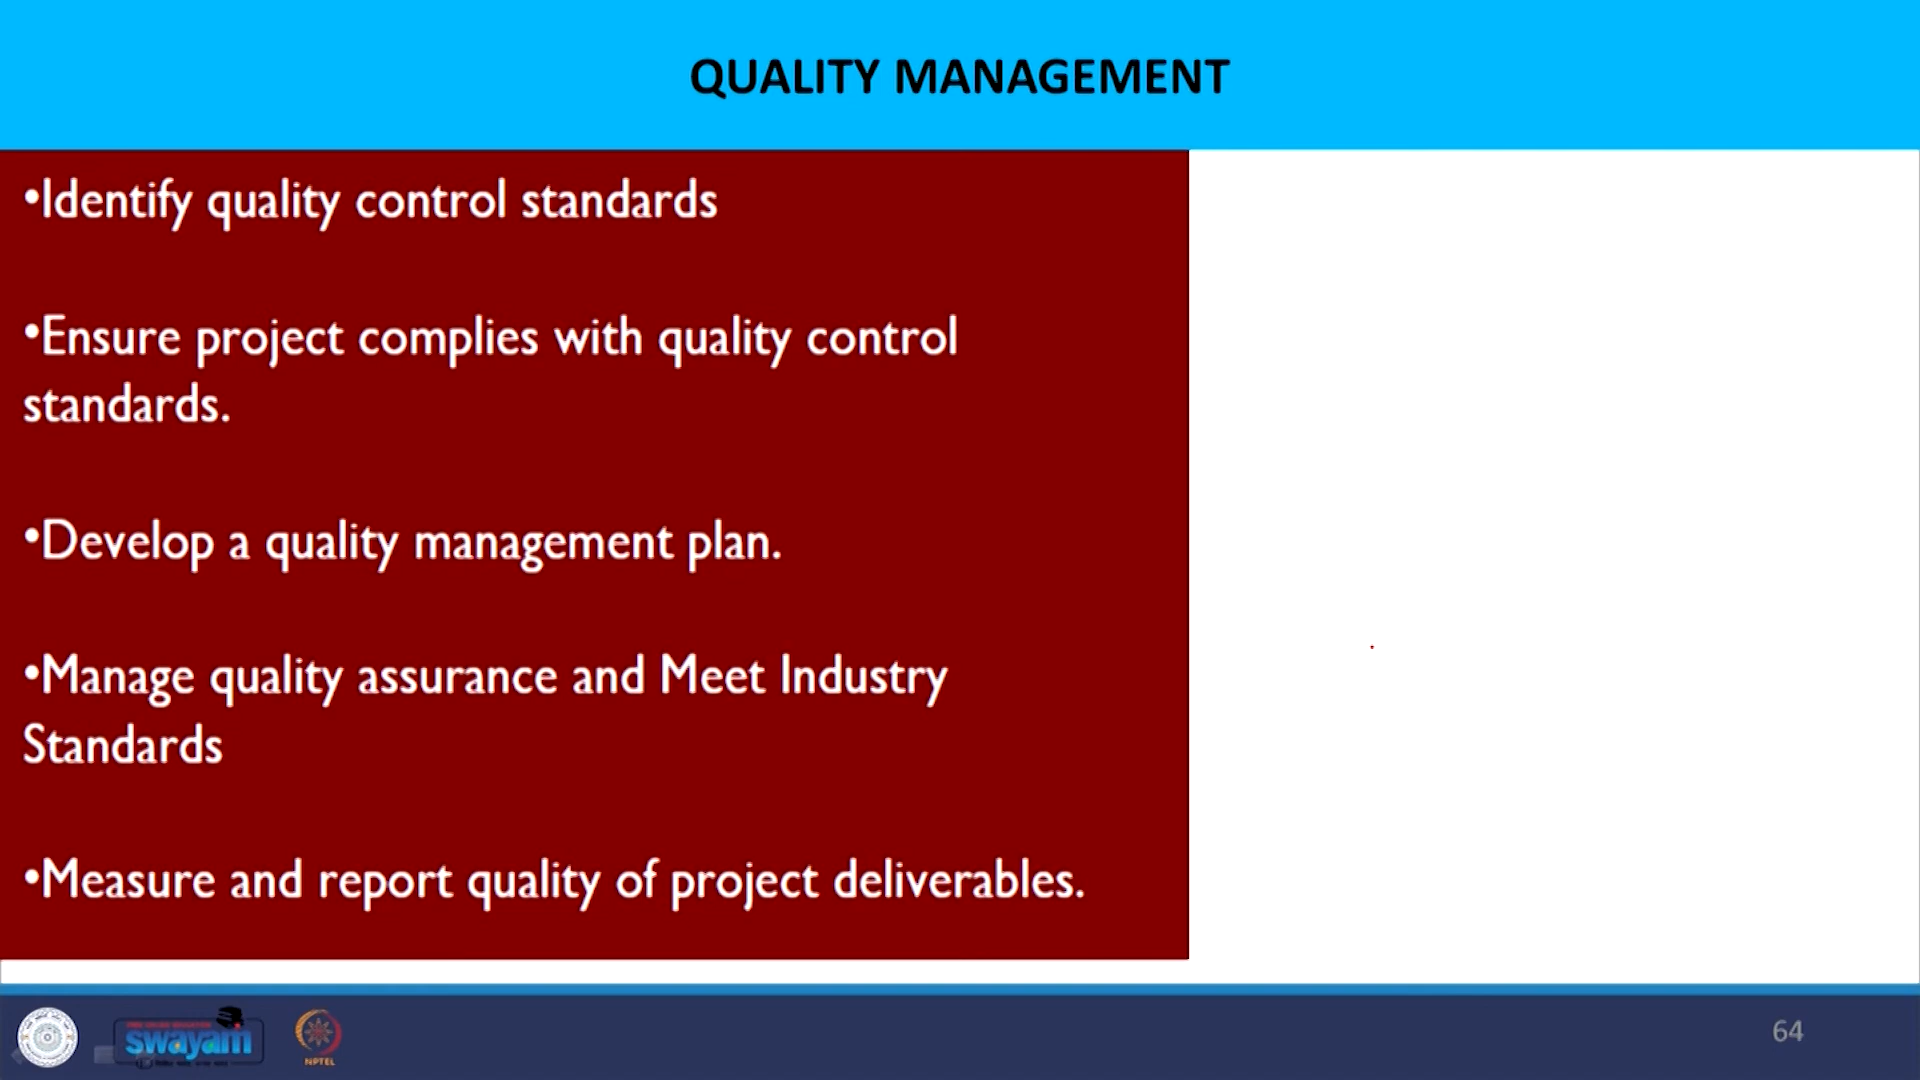 QUALITY MANAGEMENT
•Identify quality control standards
•Ensure project complies with quality control
standards.
•Develop a quality management plan.
•Manage quality assurance and Meet Industry
Standards
•Measure and report quality of project deliverables.
swayam
NPTEL
64